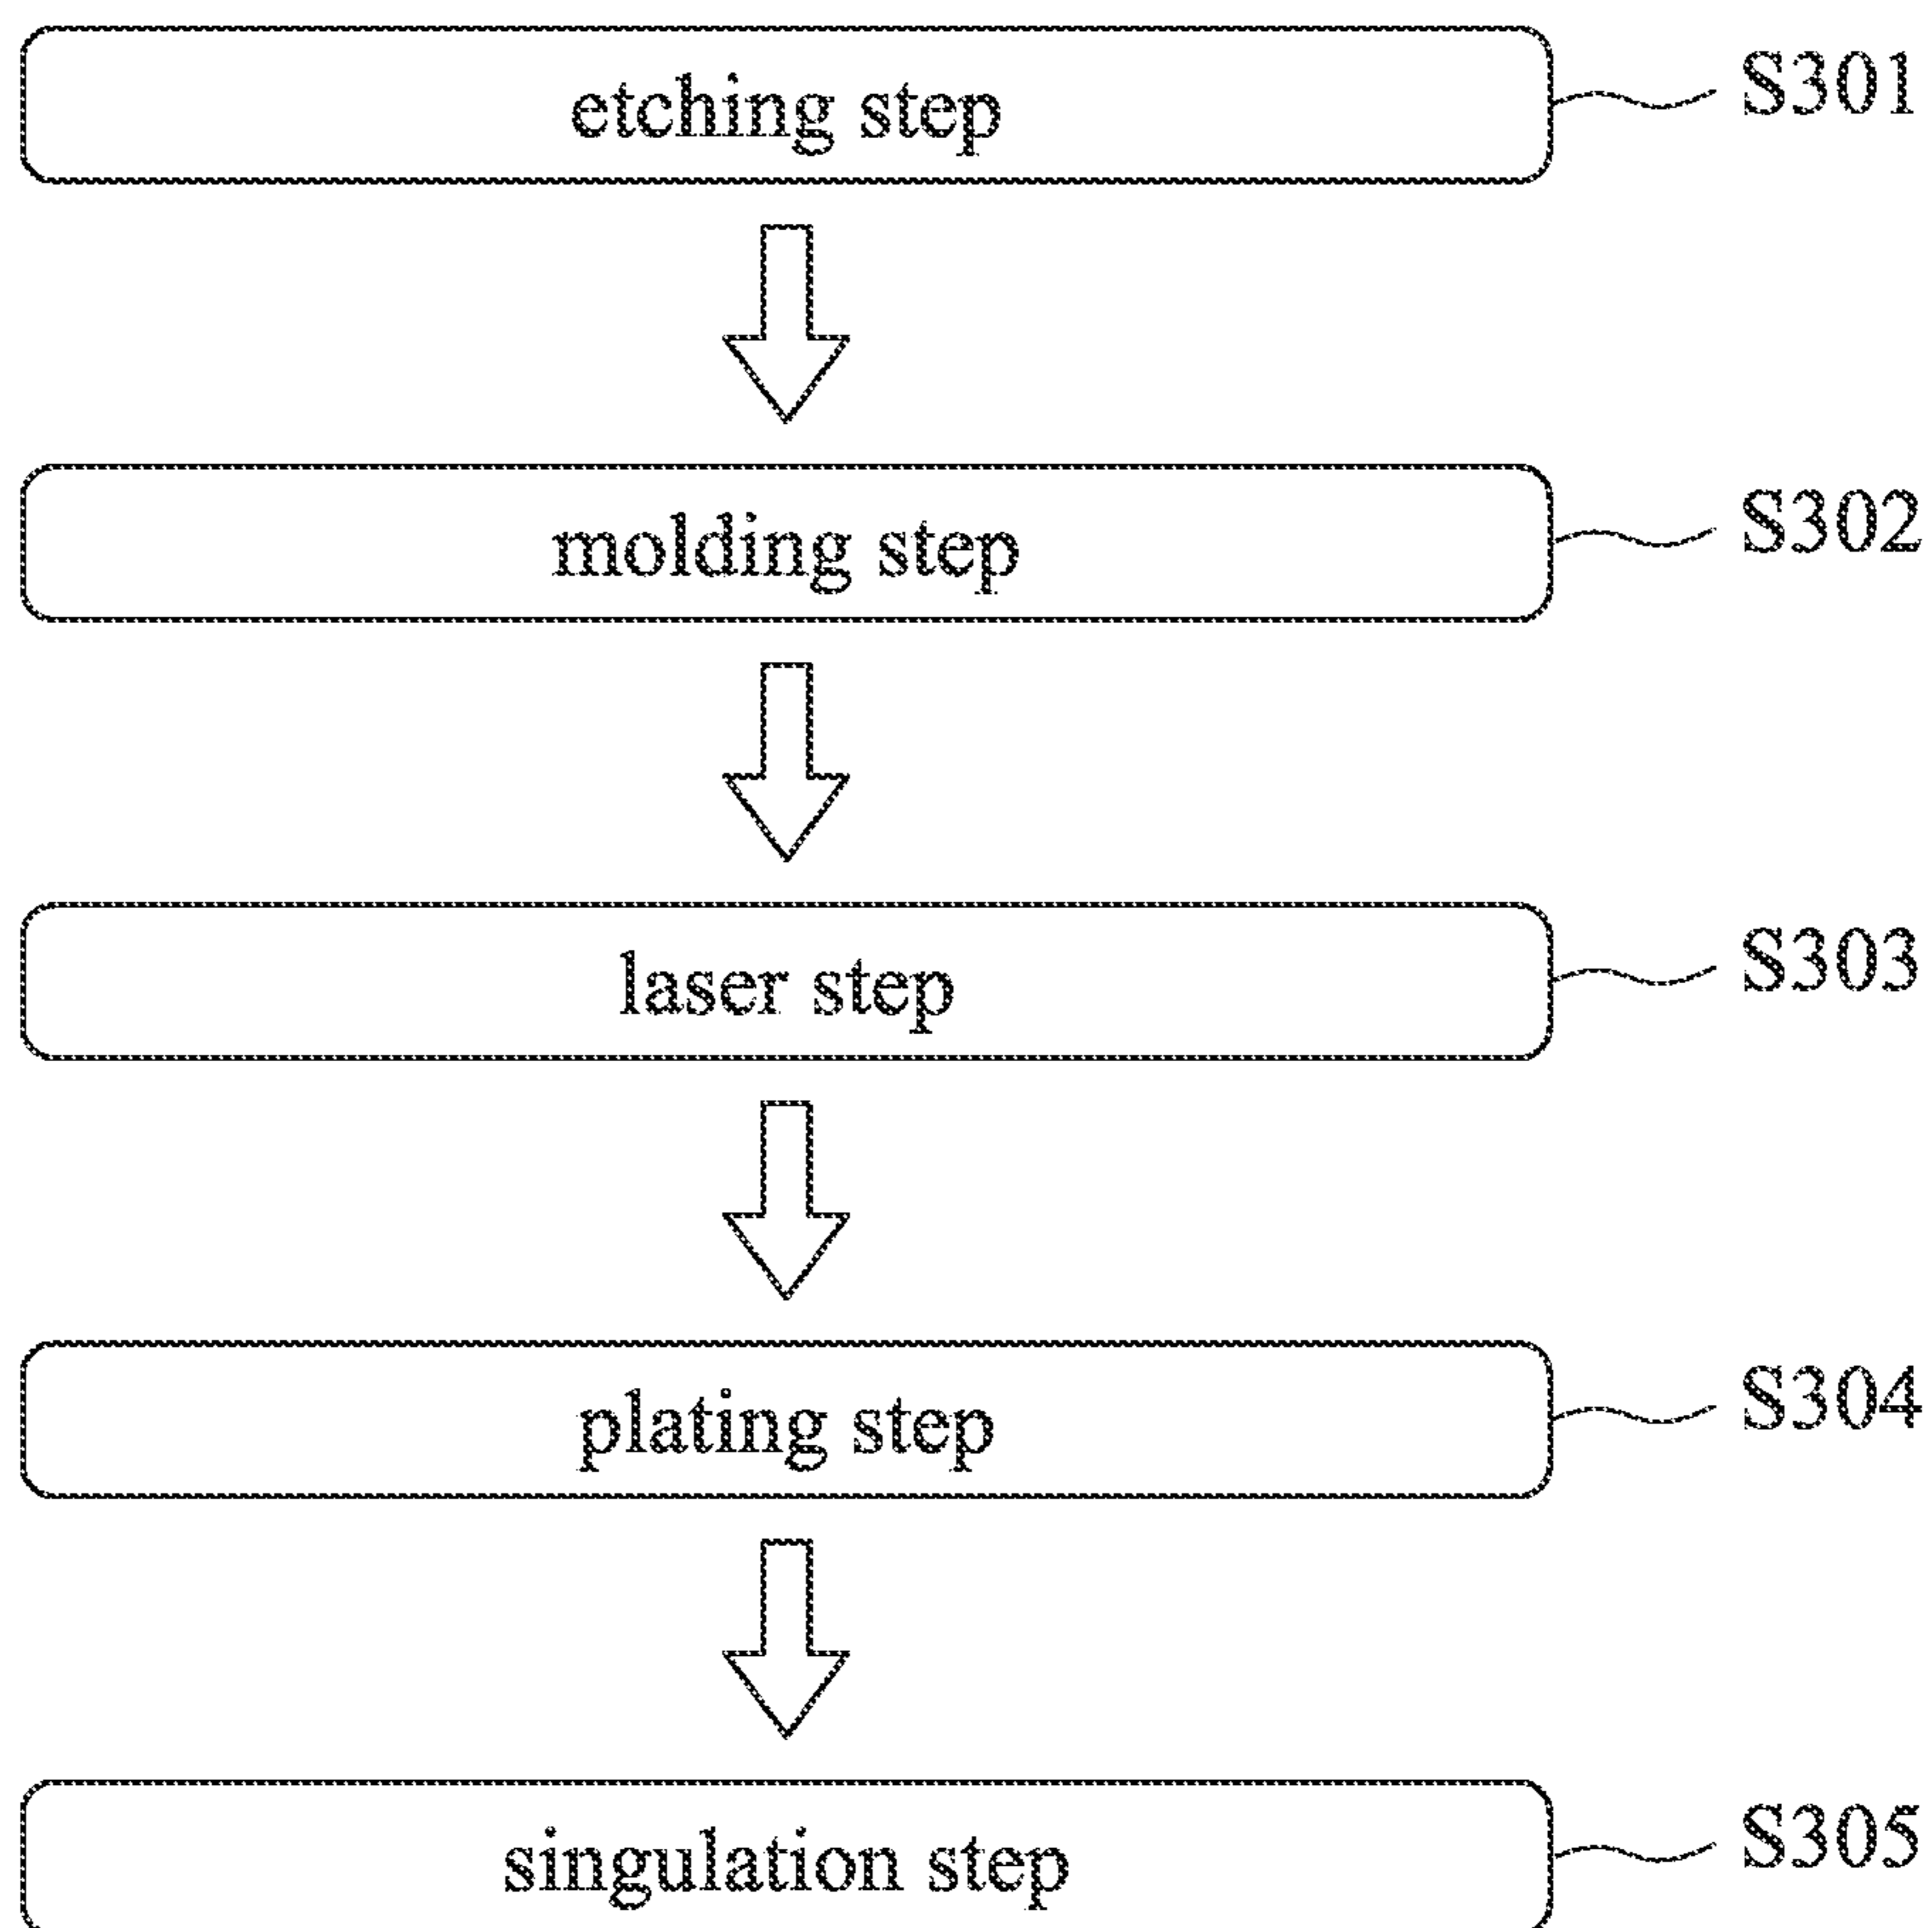 etching step S301
molding step S302
laser step S303
plating step S304
singulation step S305